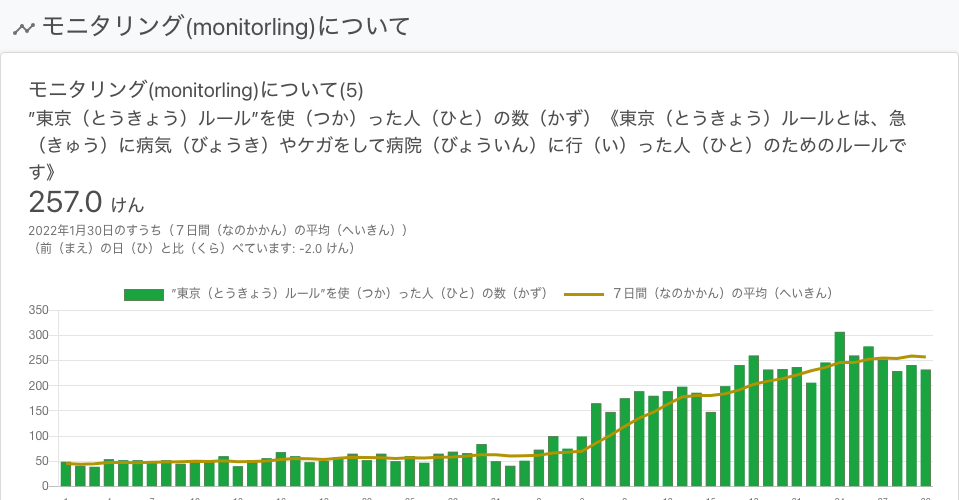 モニタリング(monitorling)について
モニタリング(monitorling)について(5)
”東京（とうきょう）ルール”を使（つか）った人（ひと）の数（かず）《東京（とうきょう）ルールとは、急
（きゅう）に病気（びょうき）やケガをして病院（びょういん）に行（い）った人（ひと）のためのルールで
す》
257.0 けん
2022年1月30日のすうち（７日間（なのかかん）の平均（へいきん））
（前（まえ）の日（ひ）と比（くら）べています: -2.0 けん）
”東京（とうきょう）ルール”を使（つか）った人（ひと）の数（かず） ７日間（なのかかん）の平均（へいきん）
350
300
250
200
150
100
50
0